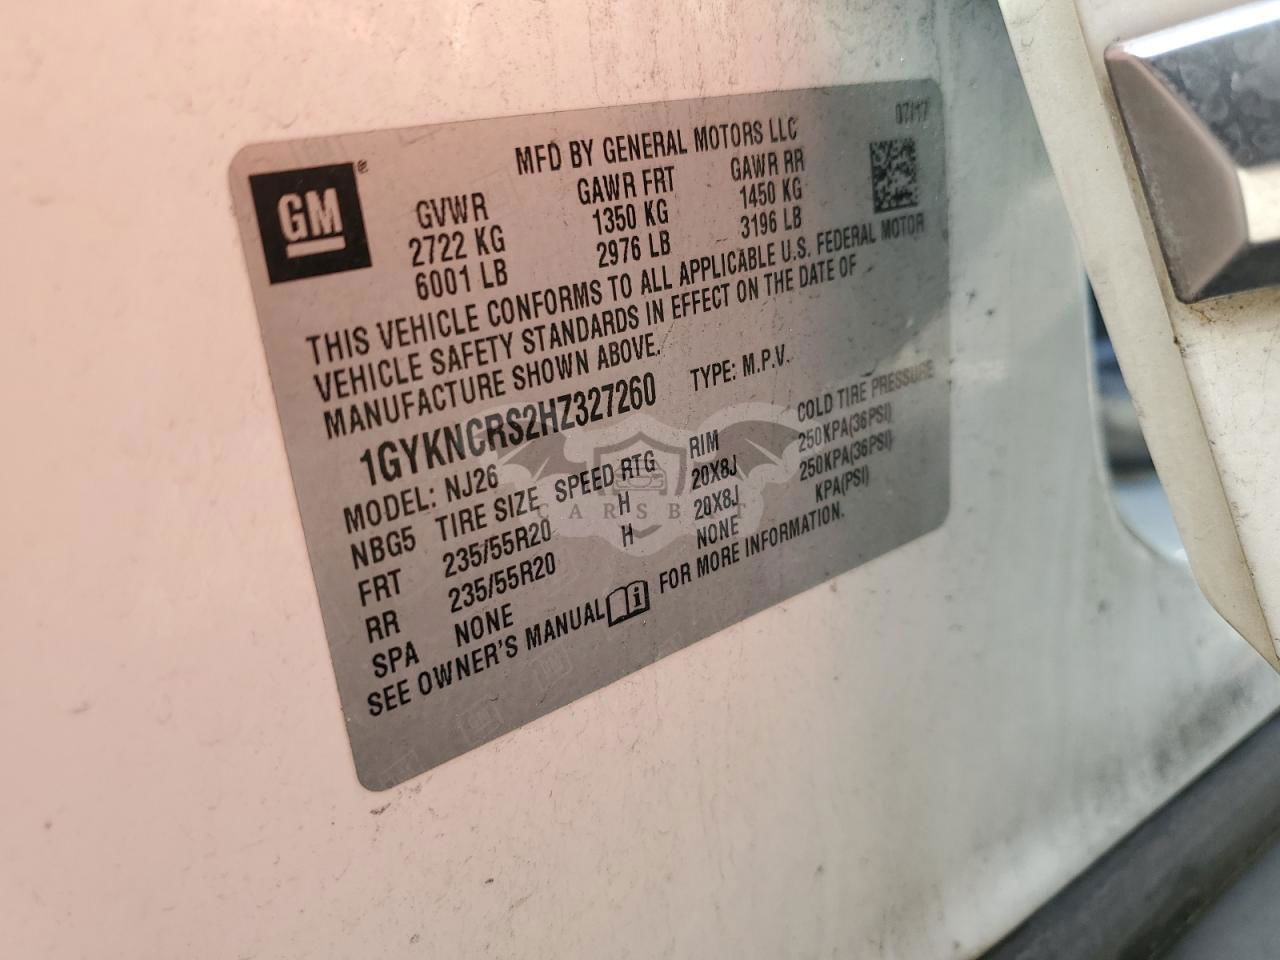 07/17
MFD BY GENERAL MOTORS LLC
GM®
GVWR GAWR FRT GAWR RR
2722 KG 1350 KG 1450 KG
6001 LB 2976 LB 3196 LB
THIS VEHICLE CONFORMS TO ALL APPLICABLE U.S. FEDERAL MOTOR
VEHICLE SAFETY STANDARDS IN EFFECT ON THE DATE OF
MANUFACTURE SHOWN ABOVE.
1GYKNCRS2HZ327260 TYPE: M.P.V.
MODEL: NJ26
NBG5 TIRE SIZE SPEED RTG RIM COLD TIRE PRESSURE
FRT 235/55R20 H 20X8J 250KPA(36PSI)
RR 235/55R20 H 20X8J 250KPA(36PSI)
SPA NONE NONE KPA(PSI)
SEE OWNER'S MANUAL FOR MORE INFORMATION.
CARSBAT